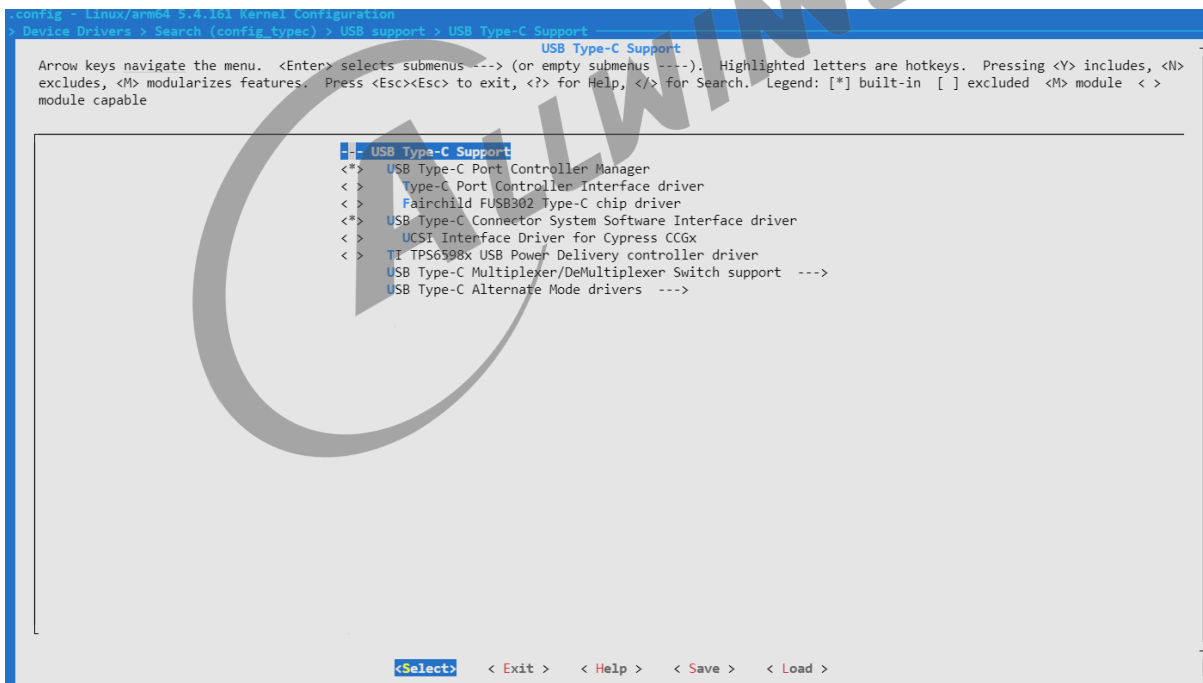 .config - Linux/arm64 5.4.161 Kernel Configuration
> Device Drivers > Search (config_typec) > USB support > USB Type-C Support
USB Type-C Support
Arrow keys navigate the menu. <Enter> selects submenus ---> (or empty submenus ----). Highlighted letters are hotkeys. Pressing <Y> includes, <N>
excludes, <M> modularizes features. Press <Esc><Esc> to exit, <?> for Help, </> for Search. Legend: [*] built-in [ ] excluded <M> module < >
module capable
--- USB Type-C Support
<*> USB Type-C Port Controller Manager
< > Type-C Port Controller Interface driver
< > Fairchild FUSB302 Type-C chip driver
<*> USB Type-C Connector System Software Interface driver
< > UCSI Interface Driver for Cypress CCGx
< > TI TPS6598x USB Power Delivery controller driver
USB Type-C Multiplexer/DeMultiplexer Switch support --->
USB Type-C Alternate Mode drivers --->
<Select> < Exit > < Help > < Save > < Load >